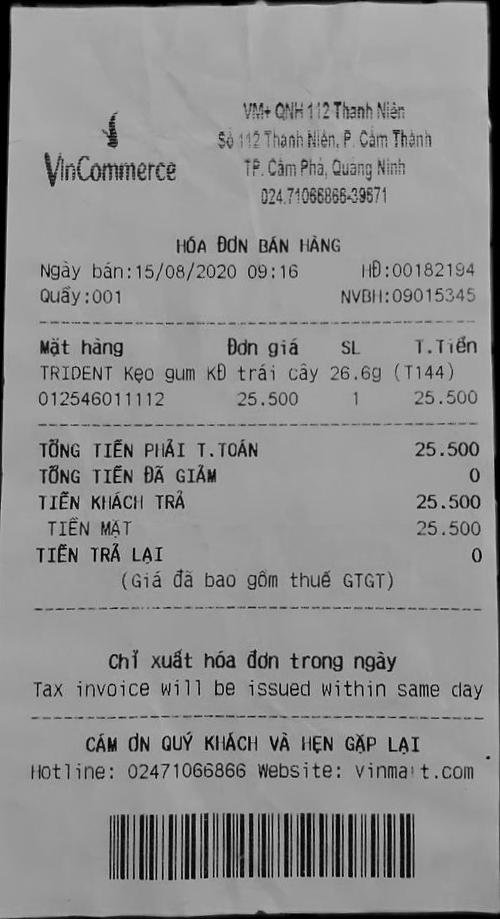 VinCommerce
VM+ QNH 112 Thanh Niên
Số 112 Thanh Niên, P. Cẩm Thành
TP. Cẩm Phả, Quảng Ninh
024.71066866-39671
HÓA ĐƠN BÁN HÀNG
Ngày bán:15/08/2020 09:16 HĐ:00182194
Quầy:001 NVBH:09015345
Mặt hàng Đơn giá SL T.Tiền
TRIDENT Kẹo gum KĐ trái cây 26.6g (T144)
012546011112 25.500 1 25.500
TỔNG TIỀN PHẢI T.TOÁN 25.500
TỔNG TIỀN ĐÃ GIẢM 0
TIỀN KHÁCH TRẢ 25.500
TIỀN MẶT 25.500
TIỀN TRẢ LẠI 0
(Giá đã bao gồm thuế GTGT)
Chỉ xuất hóa đơn trong ngày
Tax invoice will be issued within same day
CẢM ƠN QUÝ KHÁCH VÀ HẸN GẶP LẠI
Hotline: 02471066866 Website: vinmart.com